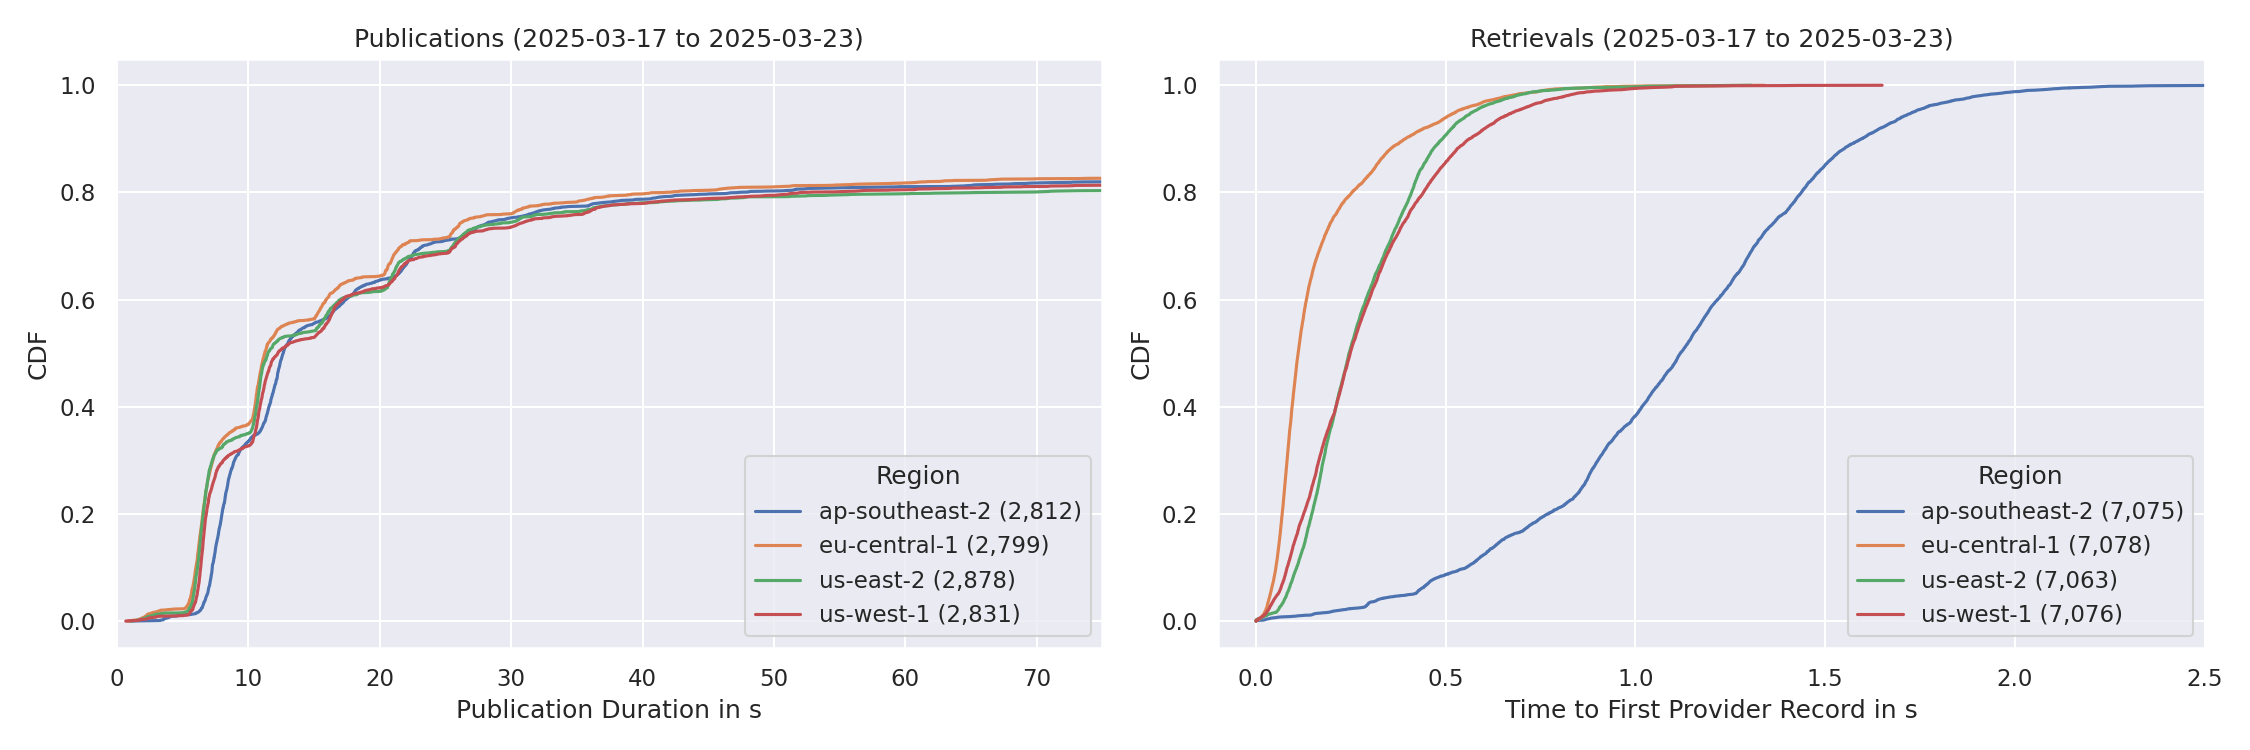 Publications (2025-03-17 to 2025-03-23)
CDF
1.0
0.8
0.6
0.4
0.2
0.0
0 10 20 30 40 50 60 70
Publication Duration in s
Region
ap-southeast-2 (2,812)
eu-central-1 (2,799)
us-east-2 (2,878)
us-west-1 (2,831)
Retrievals (2025-03-17 to 2025-03-23)
CDF
1.0
0.8
0.6
0.4
0.2
0.0
0.0 0.5 1.0 1.5 2.0 2.5
Time to First Provider Record in s
Region
ap-southeast-2 (7,075)
eu-central-1 (7,078)
us-east-2 (7,063)
us-west-1 (7,076)